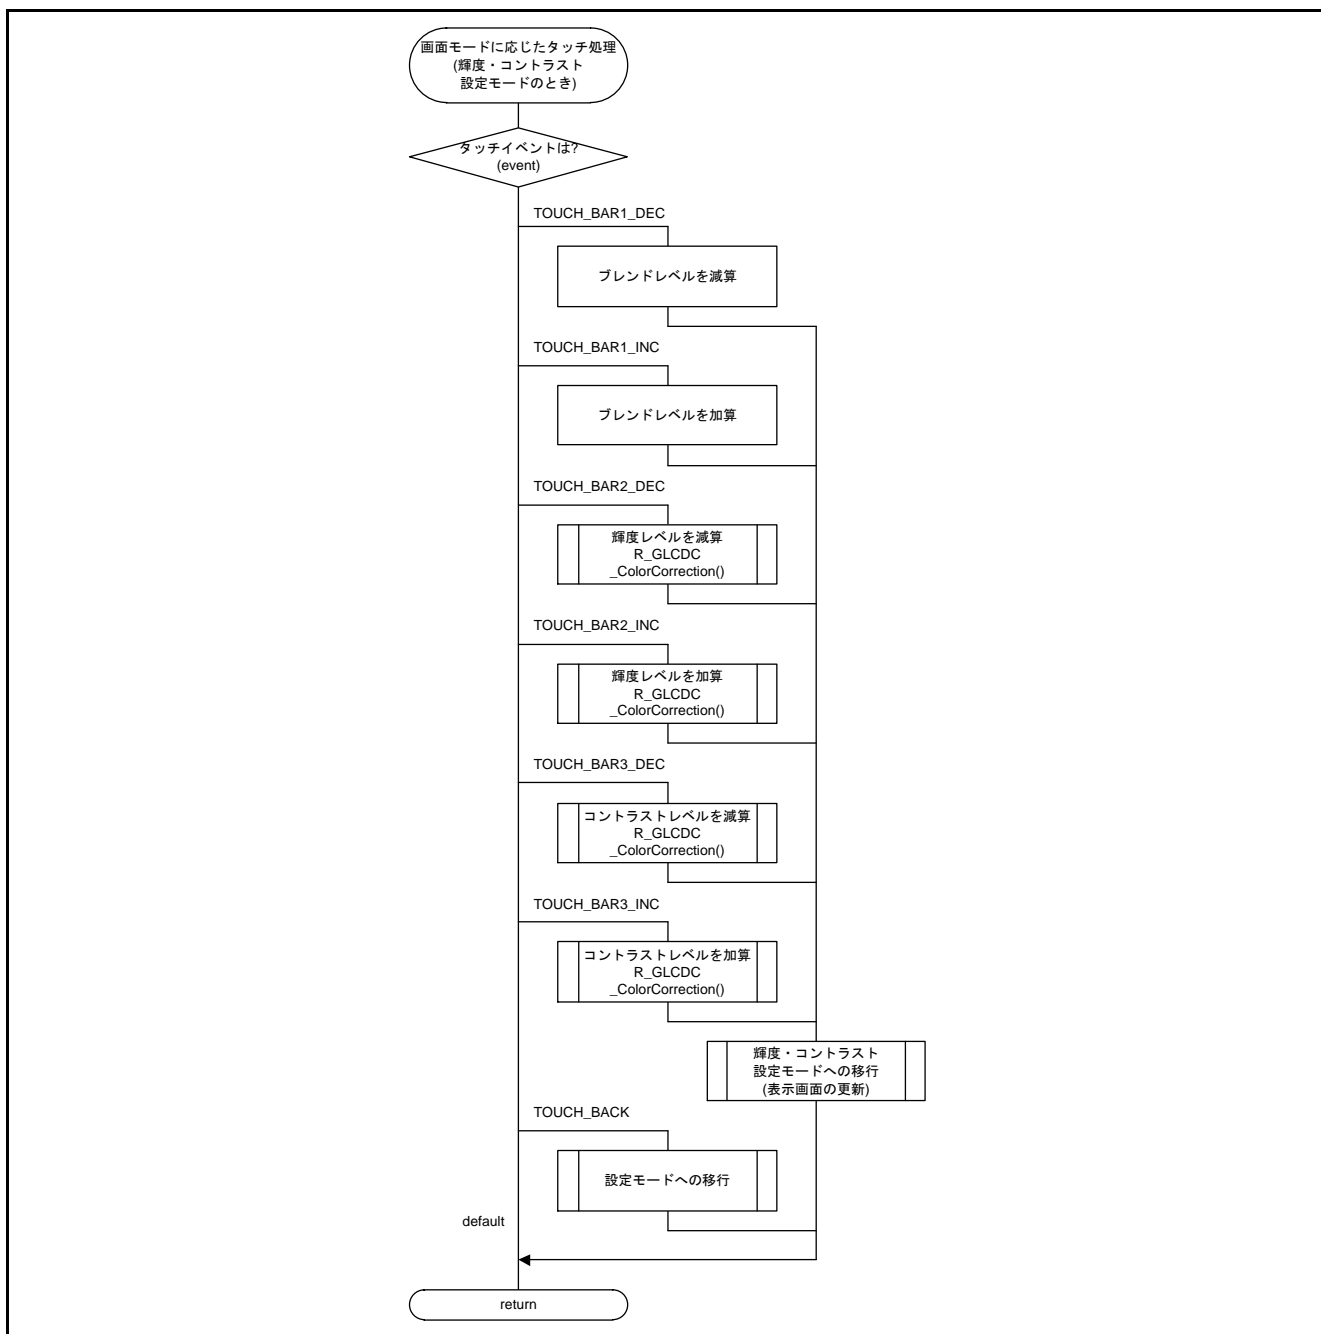 画面モードに応じたタッチ処理
(輝度・コントラスト
設定モードのとき)
タッチイベントは?
(event)
TOUCH_BAR1_DEC
ブレンドレベルを減算
TOUCH_BAR1_INC
ブレンドレベルを加算
TOUCH_BAR2_DEC
輝度レベルを減算
R_GLCDC
_ColorCorrection()
TOUCH_BAR2_INC
輝度レベルを加算
R_GLCDC
_ColorCorrection()
TOUCH_BAR3_DEC
コントラストレベルを減算
R_GLCDC
_ColorCorrection()
TOUCH_BAR3_INC
コントラストレベルを加算
R_GLCDC
_ColorCorrection()
輝度・コントラスト
設定モードへの移行
(表示画面の更新)
TOUCH_BACK
設定モードへの移行
default
return